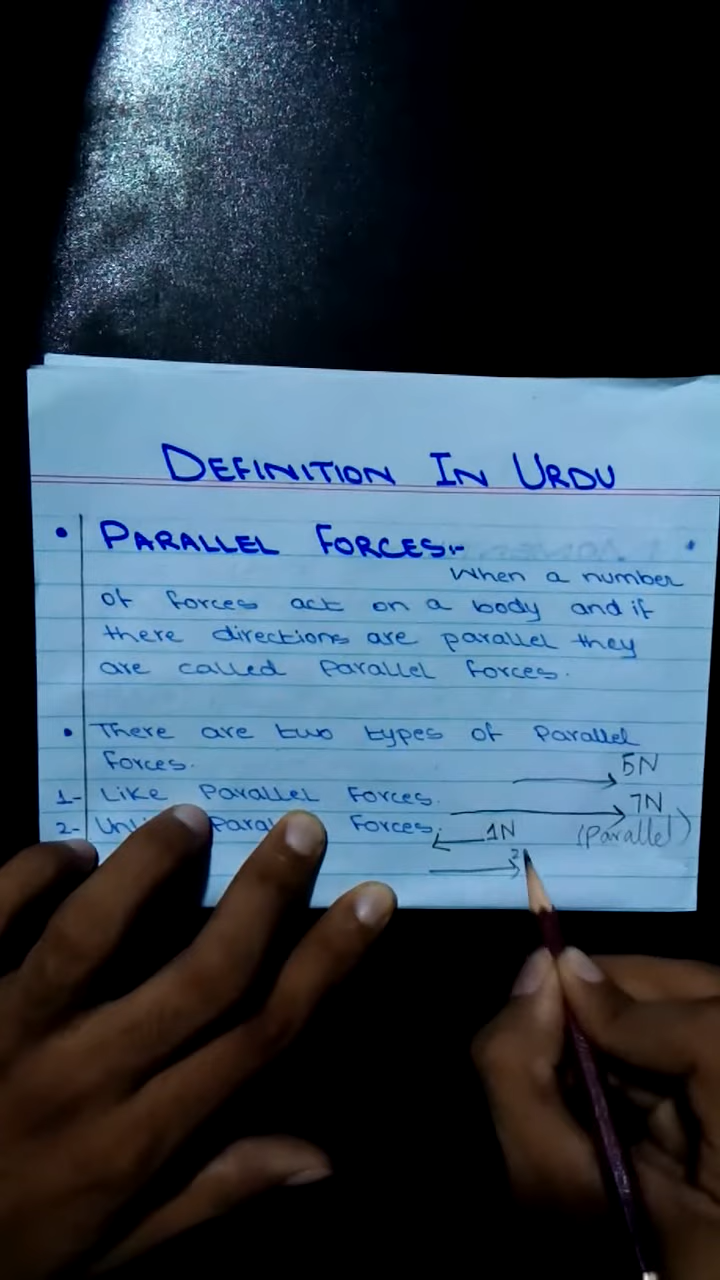 DEFINITION IN URDU
• PARALLEL FORCES:-
When a number
of forces act on a body and if
there directions are parallel they
are called Parallel forces.
• There are two types of Parallel
forces.
5N
1- Like Parallel Forces.
7N
2- Forces.
1N
(Parallel)